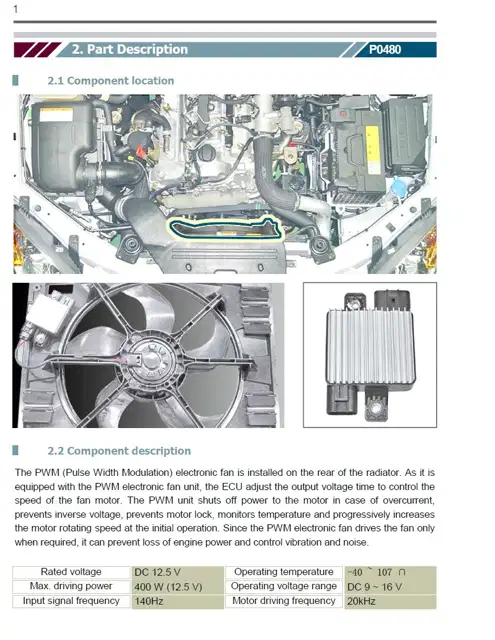 1
2. Part Description P0480
2.1 Component location
2.2 Component description
The PWM (Pulse Width Modulation) electronic fan is installed on the rear of the radiator. As it is
equipped with the PWM electronic fan unit, the ECU adjust the output voltage time to control the
speed of the fan motor. The PWM unit shuts off power to the motor in case of overcurrent,
prevents inverse voltage, prevents motor lock, monitors temperature and progressively increases
the motor rotating speed at the initial operation. Since the PWM electronic fan drives the fan only
when required, it can prevent loss of engine power and control vibration and noise.
Rated voltage DC 12.5 V Operating temperature -40 ~ 107 ∩
Max. driving power 400 W (12.5 V) Operating voltage range DC 9 ~ 16 V
Input signal frequency 140Hz Motor driving frequency 20kHz